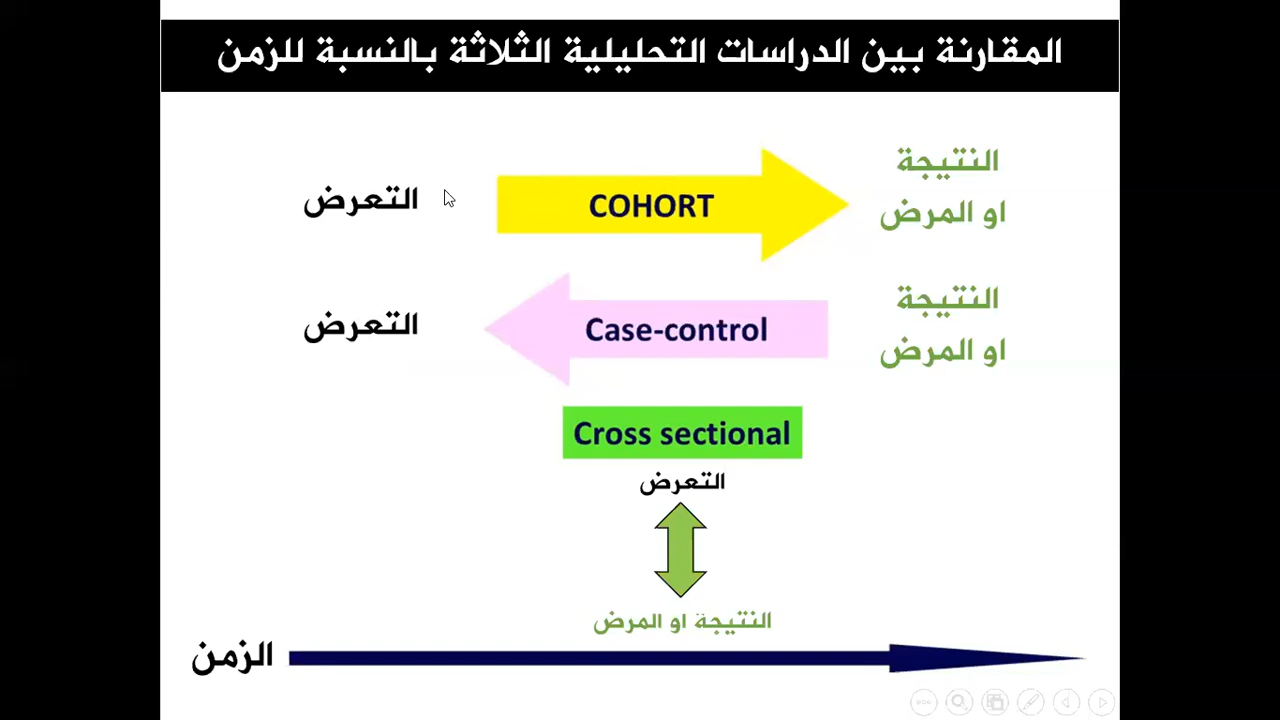 المقارنة بين الدراسات التحليلية الثلاثة بالنسبة للزمن
النتيجة
او المرض
COHORT
التعرض
النتيجة
او المرض
Case-control
التعرض
Cross sectional
التعرض
النتيجة او المرض
الزمن